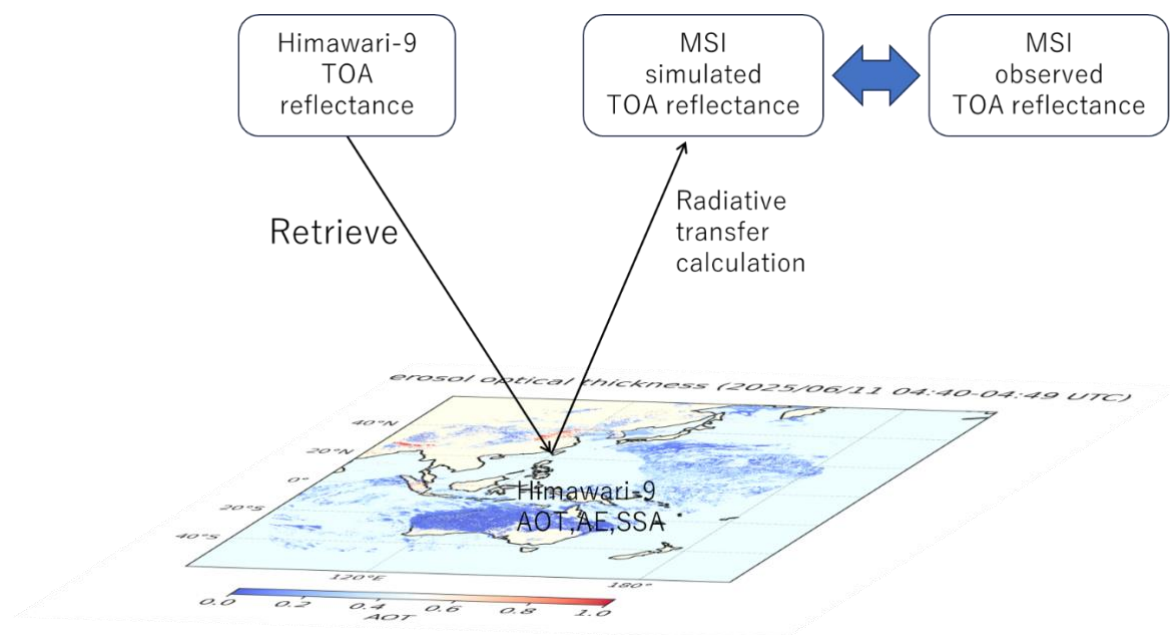 Himawari-9
TOA
reflectance
MSI
simulated
TOA reflectance
MSI
observed
TOA reflectance
Retrieve
Radiative
transfer
calculation
erosol optical thickness (2025/06/11 04:40-04:49 UTC)
40°N
20°N
0°
20°S
40°S
Himawari-9
AOT,AE,SSA
120°E
180°
0.0
0.2
0.4
0.6
0.8
1.0
AOT